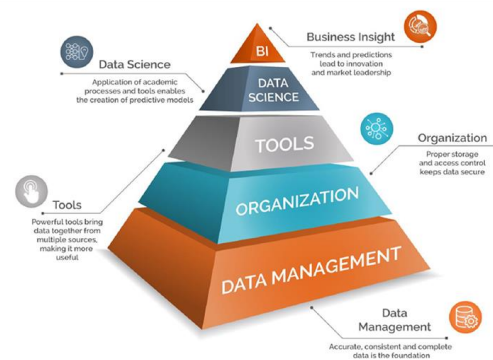 Business Insight
Trends and predictions
lead to innovation
and market leadership
BI
Data Science
Application of academic
processes and tools enables
the creation of predictive models
DATA
SCIENCE
TOOLS
Organization
Proper storage
and access control
keeps data secure
Tools
Powerful tools bring
data together from
multiple sources,
making it more
useful
ORGANIZATION
DATA MANAGEMENT
Data
Management
Accurate, consistent and complete
data is the foundation